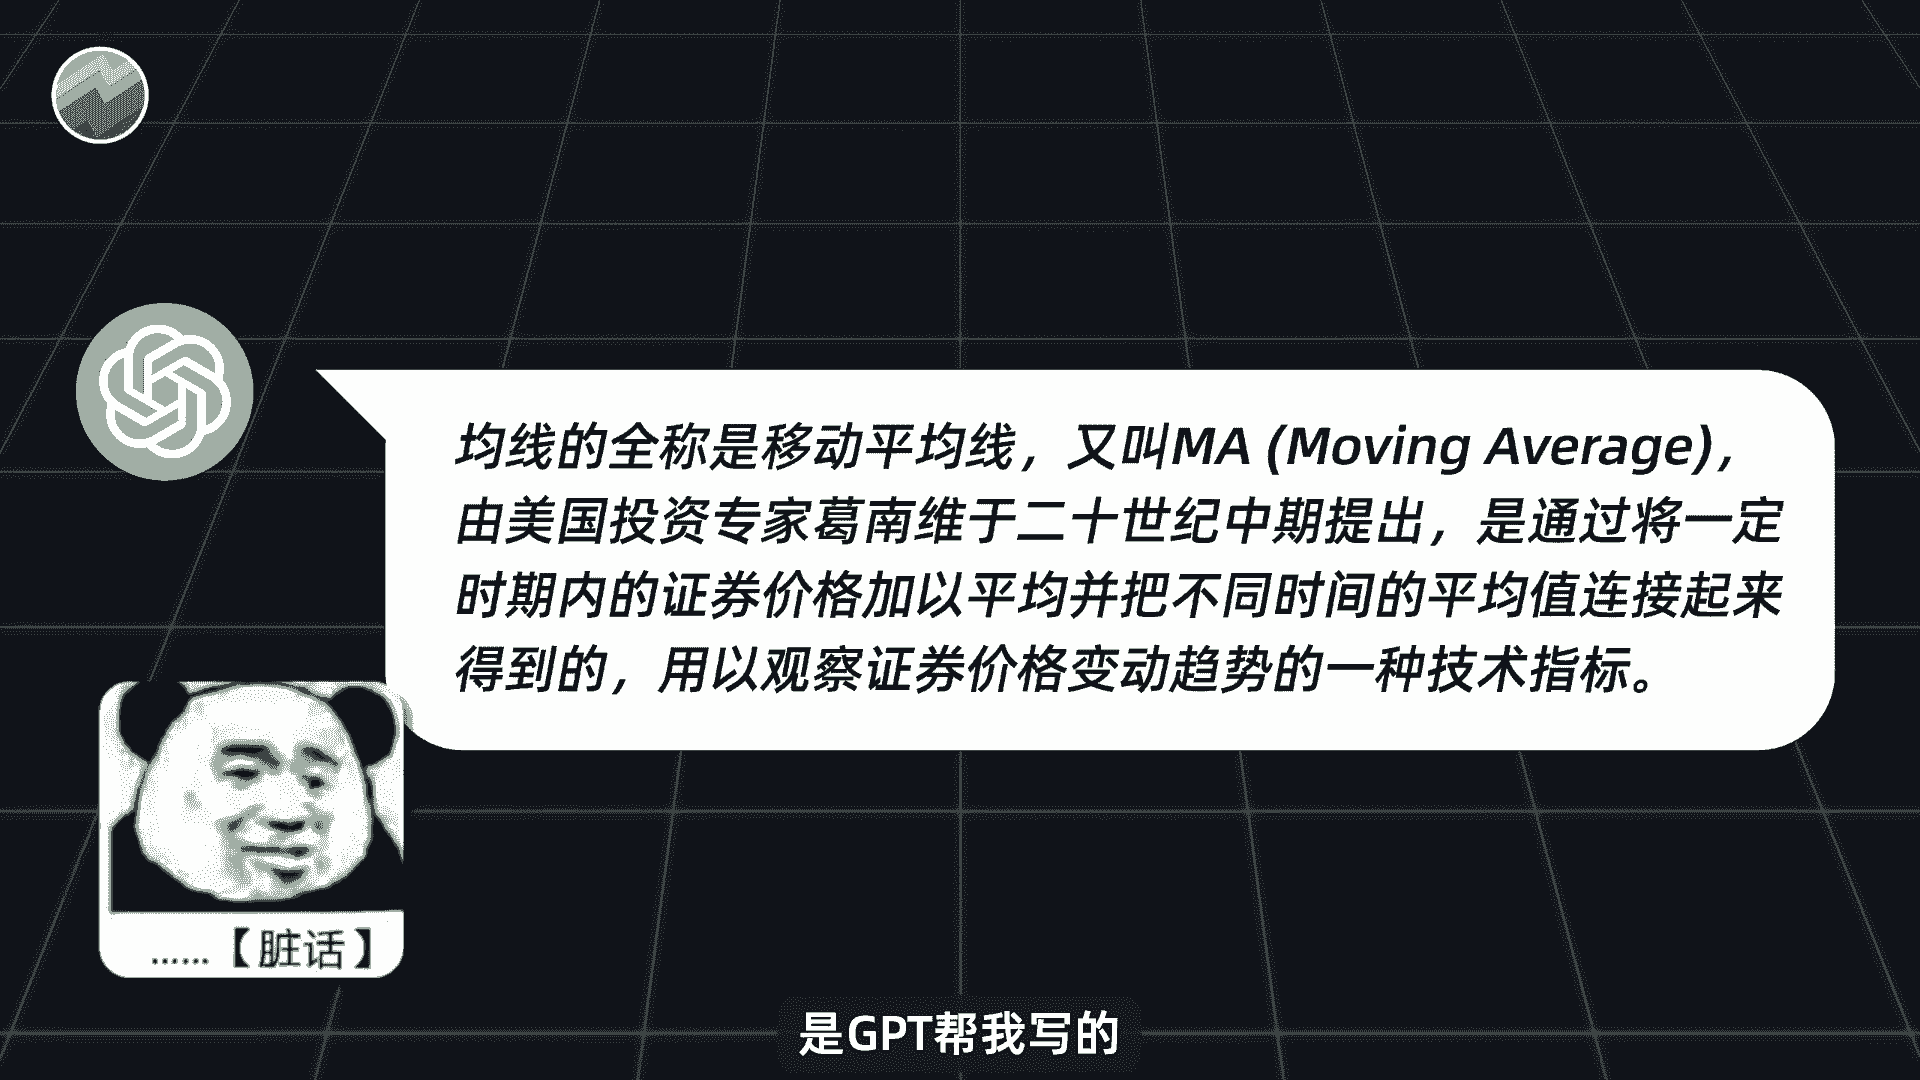 均线的全称是移动平均线，又叫MA (Moving Average)，
由美国投资专家葛南维于二十世纪中期提出，是通过将一定
时期内的证券价格加以平均并把不同时间的平均值连接起来
得到的，用以观察证券价格变动趋势的一种技术指标。
......【脏话】
是GPT帮我写的